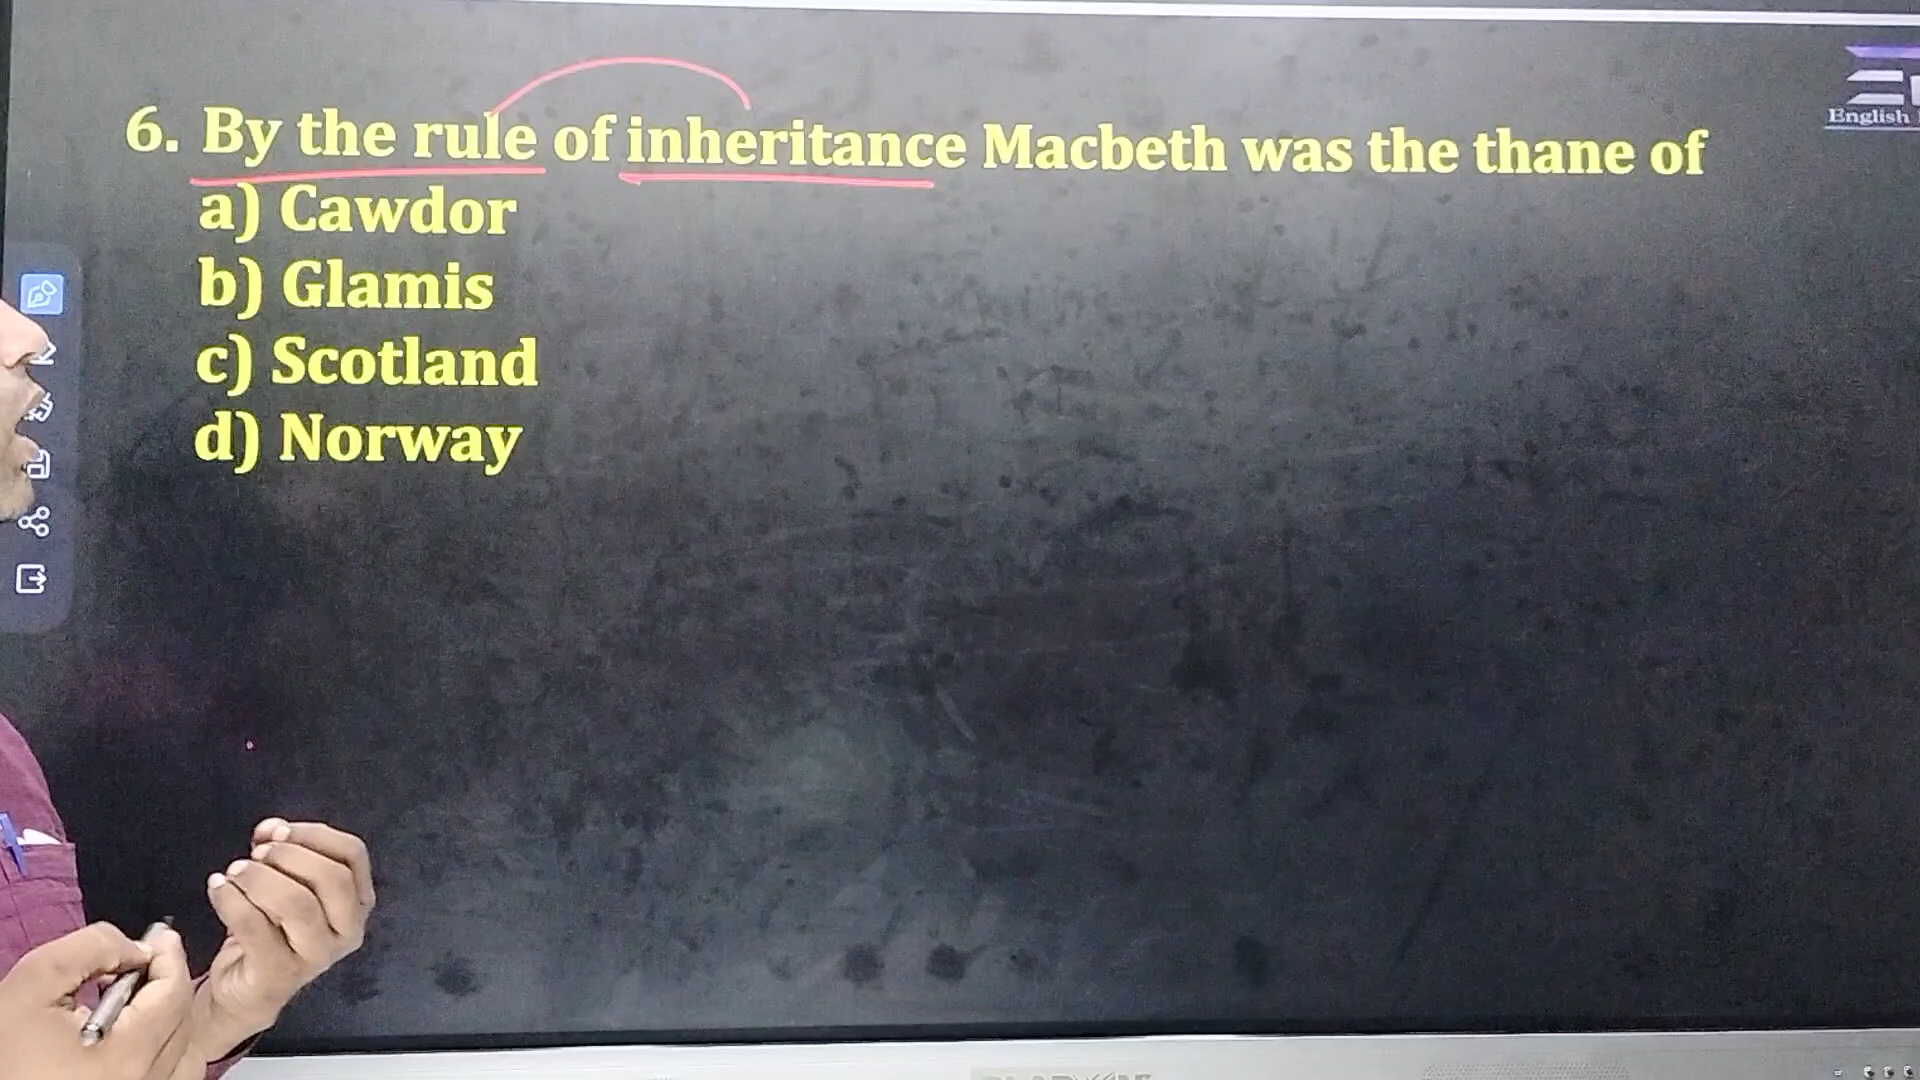 6. By the rule of inheritance Macbeth was the thane of
a) Cawdor
b) Glamis
c) Scotland
d) Norway
English